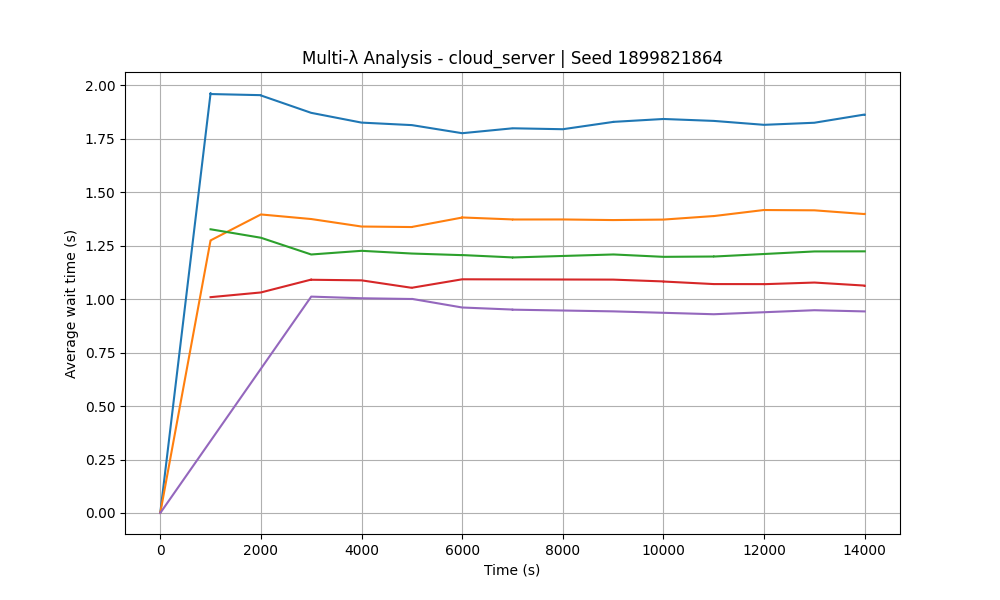 Multi-λ Analysis - cloud_server | Seed 1899821864
Average wait time (s)
2.00
1.75
1.50
1.25
1.00
0.75
0.50
0.25
0.00
0 2000 4000 6000 8000 10000 12000 14000
Time (s)